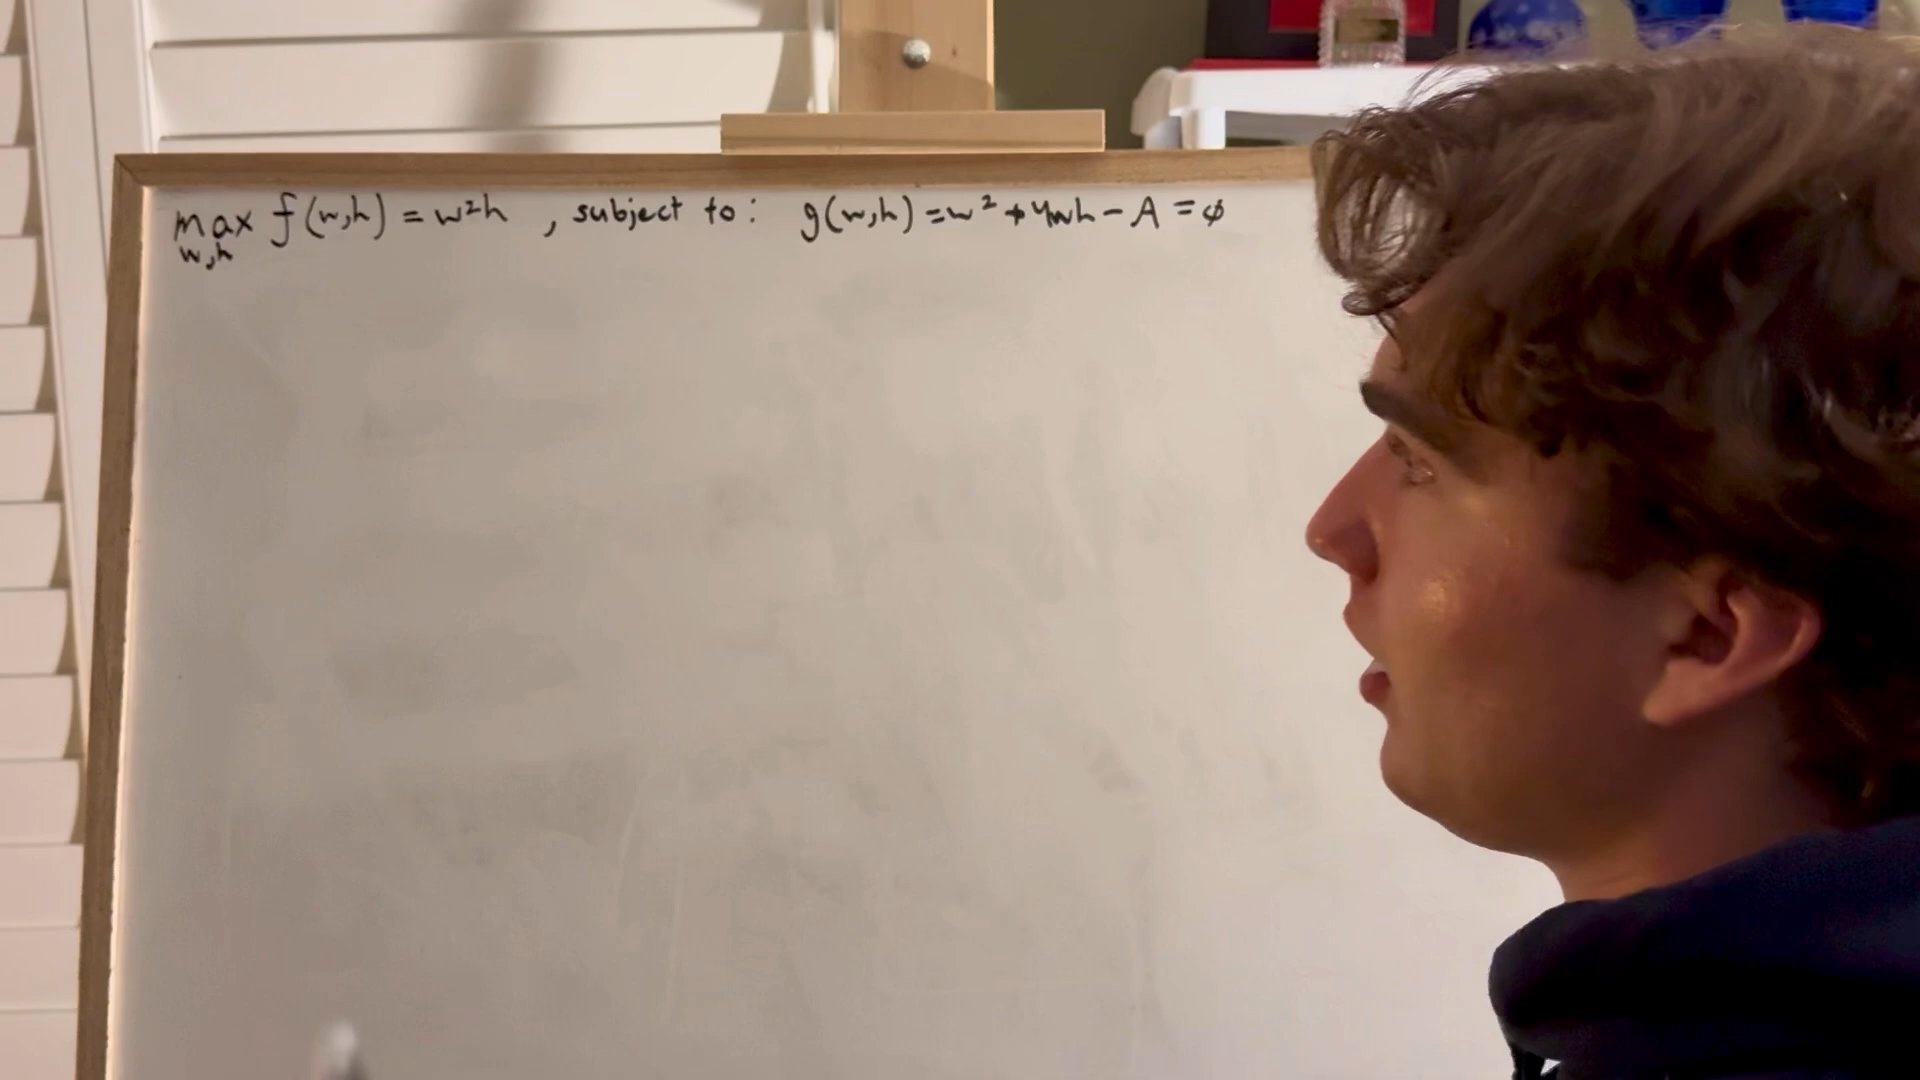 max f(w,h) = w²h , subject to: g(w,h) = w² + 4wh - A = ϕ
w,h